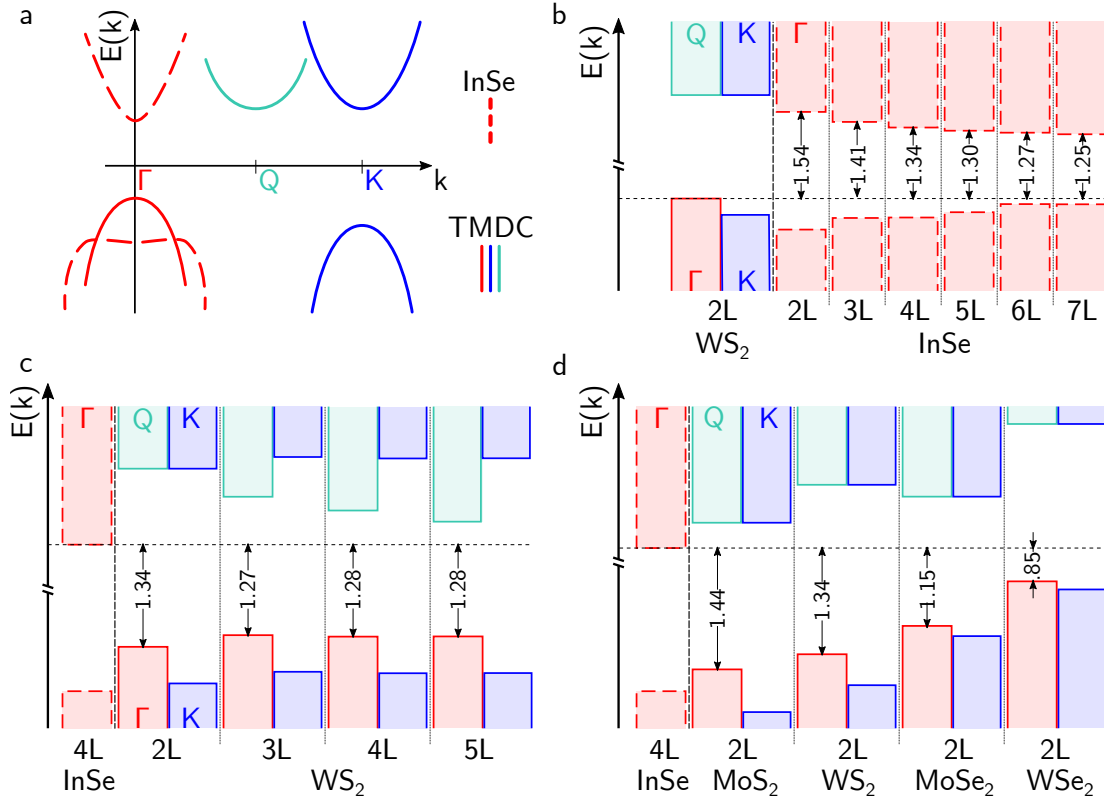 a
E(k)
InSe
Γ
Q
K
k
TMDC
b
E(k)
Q
K
Γ
1.54
1.41
1.34
1.30
1.27
1.25
Γ
K
2L
2L
3L
4L
5L
6L
7L
WS₂
InSe
c
E(k)
Γ
Q
K
1.34
1.27
1.28
1.28
Γ
K
4L
2L
3L
4L
5L
InSe
WS₂
d
E(k)
Γ
Q
K
1.44
1.34
1.15
.85
4L
2L
2L
2L
2L
InSe
MoS₂
WS₂
MoSe₂
WSe₂